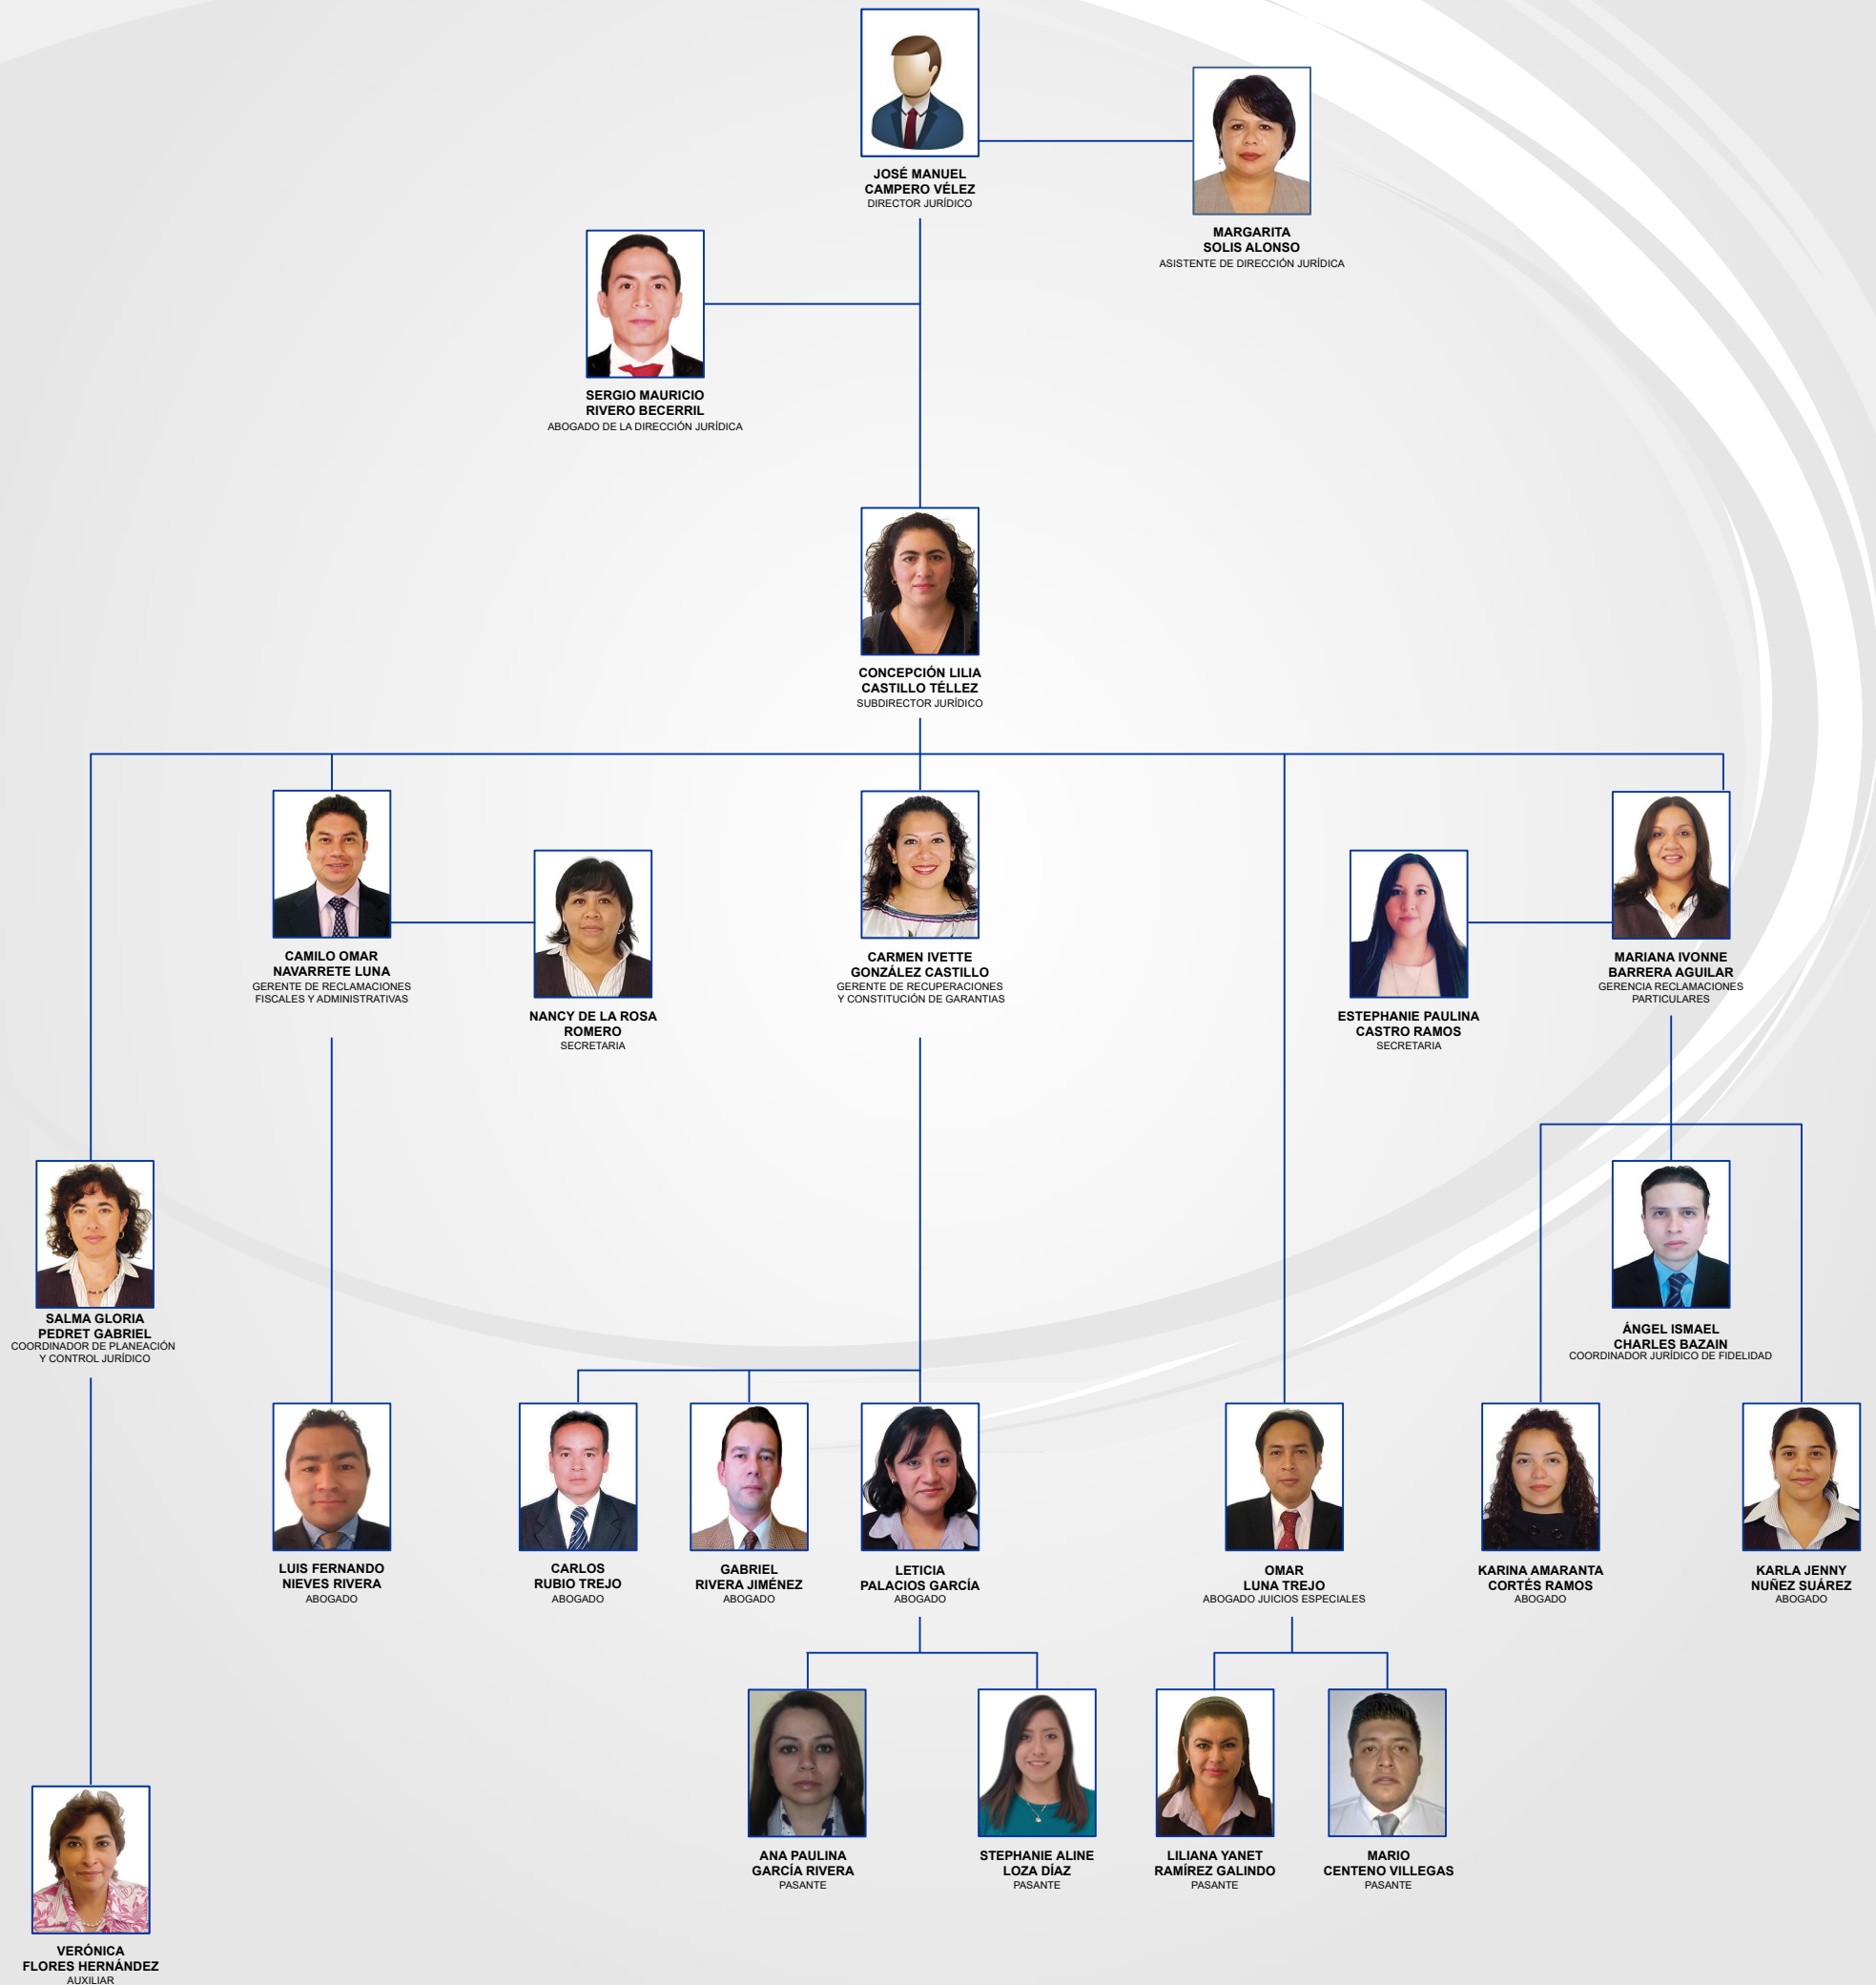 JOSÉ MANUEL
CAMPERO VÉLEZ
DIRECTOR JURÍDICO
MARGARITA
SOLIS ALONSO
ASISTENTE DE DIRECCIÓN JURÍDICA
SERGIO MAURICIO
RIVERO BECERRIL
ABOGADO DE LA DIRECCIÓN JURÍDICA
CONCEPCIÓN LILIA
CASTILLO TÉLLEZ
SUBDIRECTOR JURÍDICO
CAMILO OMAR
NAVARRETE LUNA
GERENTE DE RECLAMACIONES
FISCALES Y ADMINISTRATIVAS
NANCY DE LA ROSA
ROMERO
SECRETARIA
CARMEN IVETTE
GONZÁLEZ CASTILLO
GERENTE DE RECUPERACIONES
Y CONSTITUCIÓN DE GARANTIAS
ESTEPHANIE PAULINA
CASTRO RAMOS
SECRETARIA
MARIANA IVONNE
BARRERA AGUILAR
GERENCIA RECLAMACIONES
PARTICULARES
SALMA GLORIA
PEDRET GABRIEL
COORDINADOR DE PLANEACIÓN
Y CONTROL JURÍDICO
ÁNGEL ISMAEL
CHARLES BAZAIN
COORDINADOR JURÍDICO DE FIDELIDAD
LUIS FERNANDO
NIEVES RIVERA
ABOGADO
CARLOS
RUBIO TREJO
ABOGADO
GABRIEL
RIVERA JIMÉNEZ
ABOGADO
LETICIA
PALACIOS GARCÍA
ABOGADO
OMAR
LUNA TREJO
ABOGADO JUICIOS ESPECIALES
KARINA AMARANTA
CORTÉS RAMOS
ABOGADO
KARLA JENNY
NUÑEZ SUÁREZ
ABOGADO
ANA PAULINA
GARCÍA RIVERA
PASANTE
STEPHANIE ALINE
LOZA DÍAZ
PASANTE
LILIANA YANET
RAMÍREZ GALINDO
PASANTE
MARIO
CENTENO VILLEGAS
PASANTE
VERÓNICA
FLORES HERNÁNDEZ
AUXILIAR